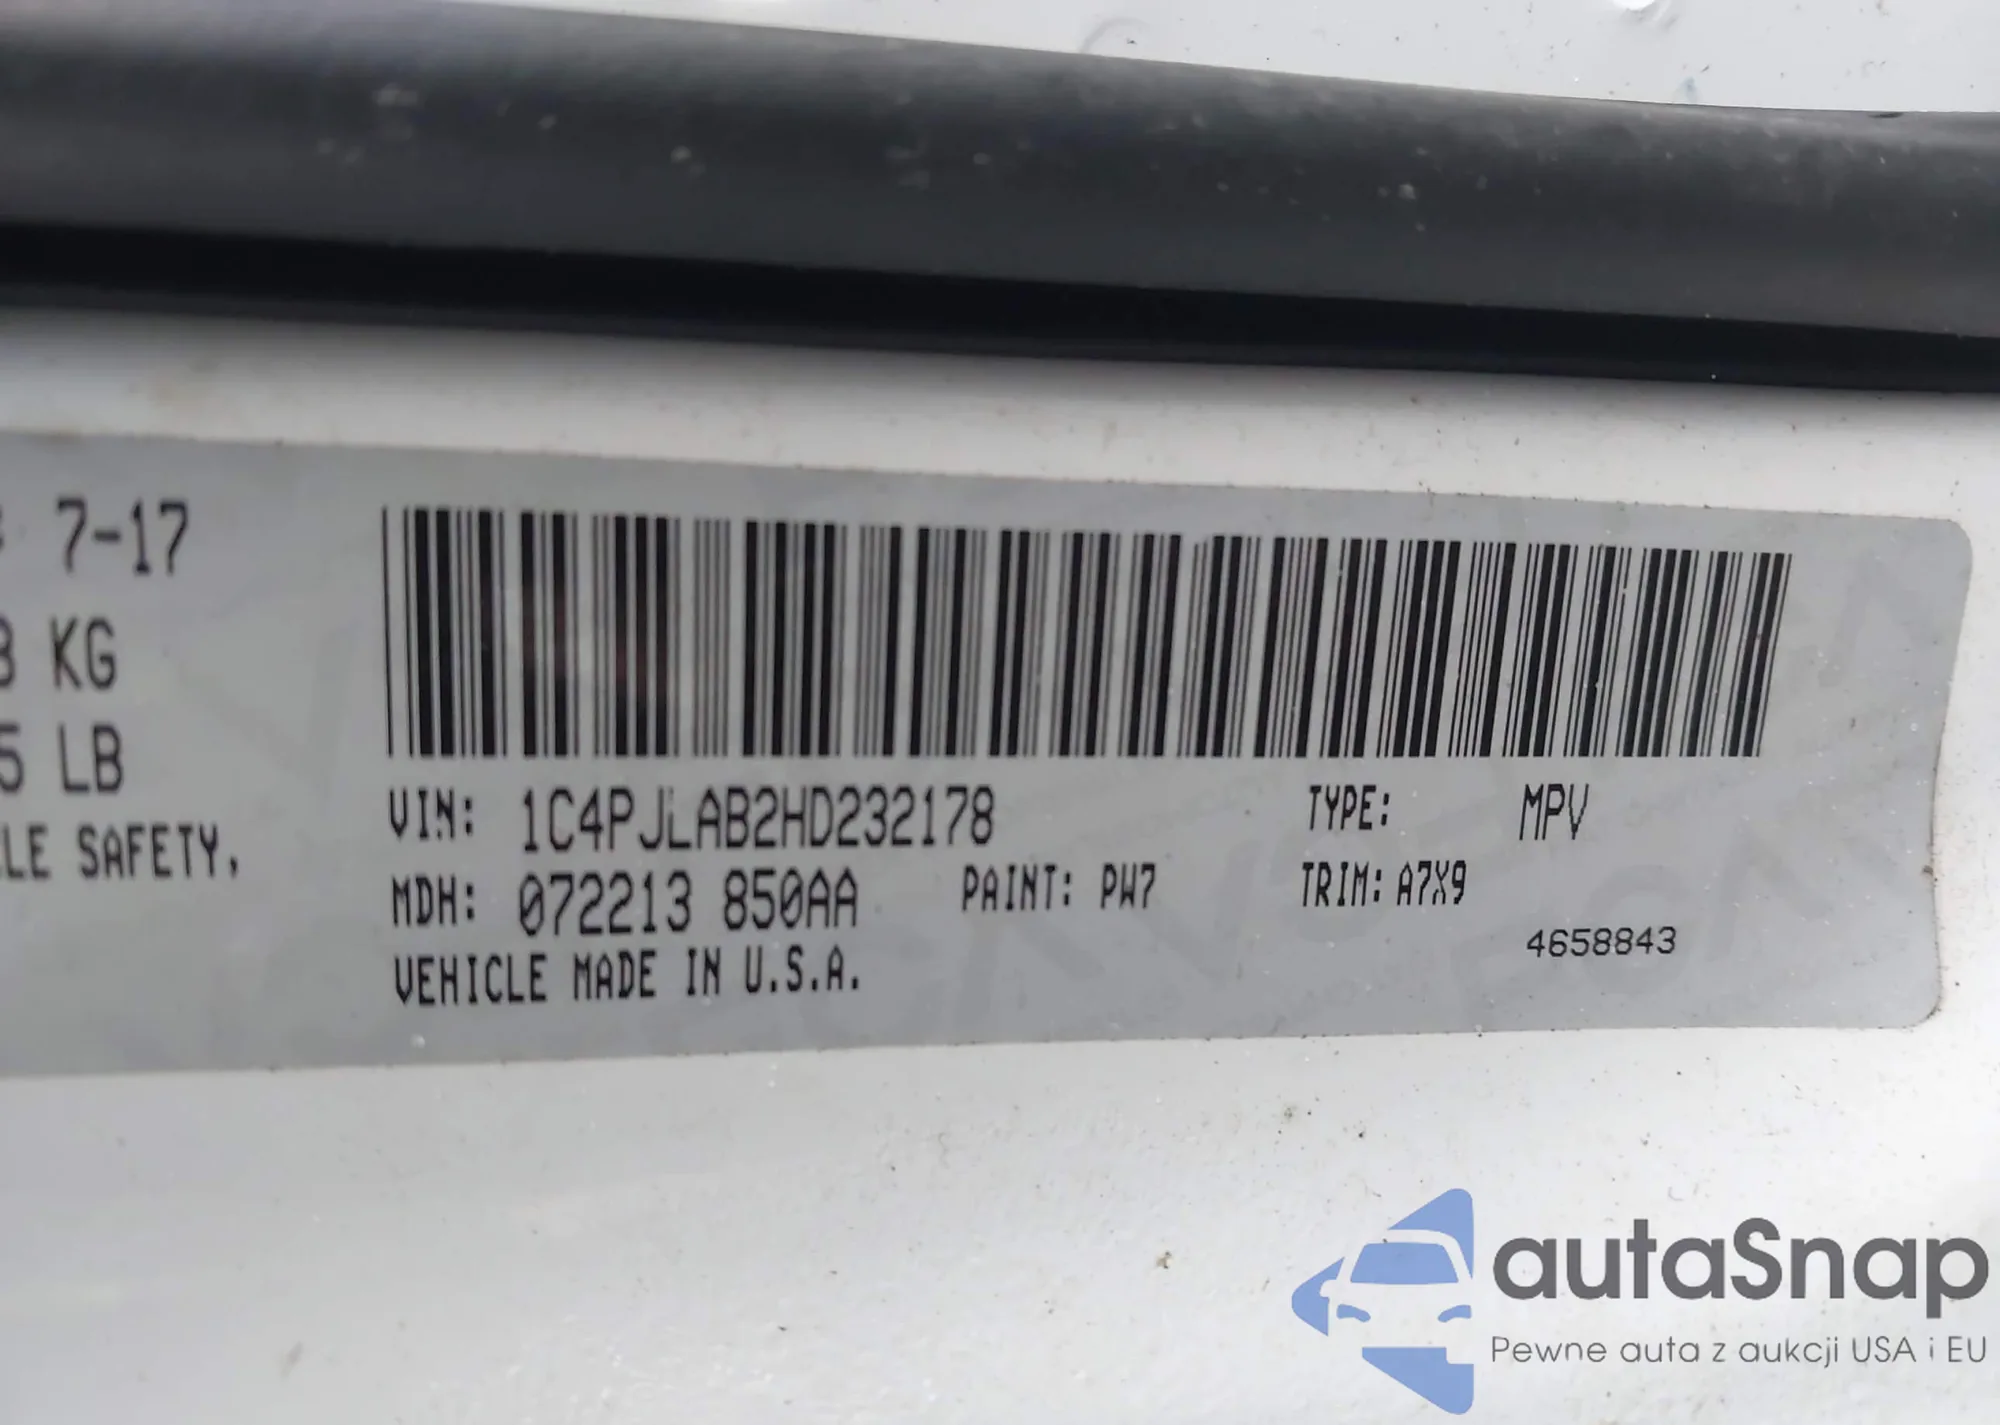 7-17
KG
5 LB
LE SAFETY,
VIN: 1C4PJLAB2HD232178
TYPE: MPV
MDH: 072213 850AA
PAINT: PW7
TRIM: A7X9
4658843
VEHICLE MADE IN U.S.A.
autaSnap
Pewne auta z aukcji USA i EU